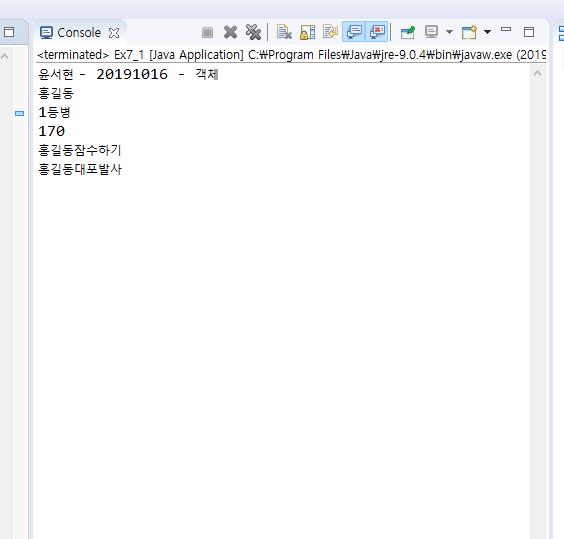 Console
<terminated> Ex7_1 [Java Application] C:₩Program Files₩Java₩jre-9.0.4₩bin₩javaw.exe (2019
윤서현 - 20191016 - 객체
홍길동
1등병
170
홍길동잠수하기
홍길동대포발사